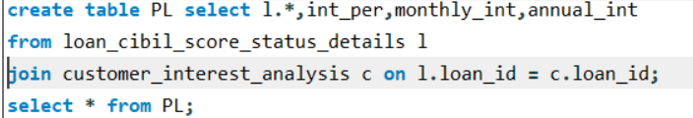 create table PL select l.*,int_per,monthly_int,annual_int
from loan_cibil_score_status_details l
join customer_interest_analysis c on l.loan_id = c.loan_id;
select * from PL;